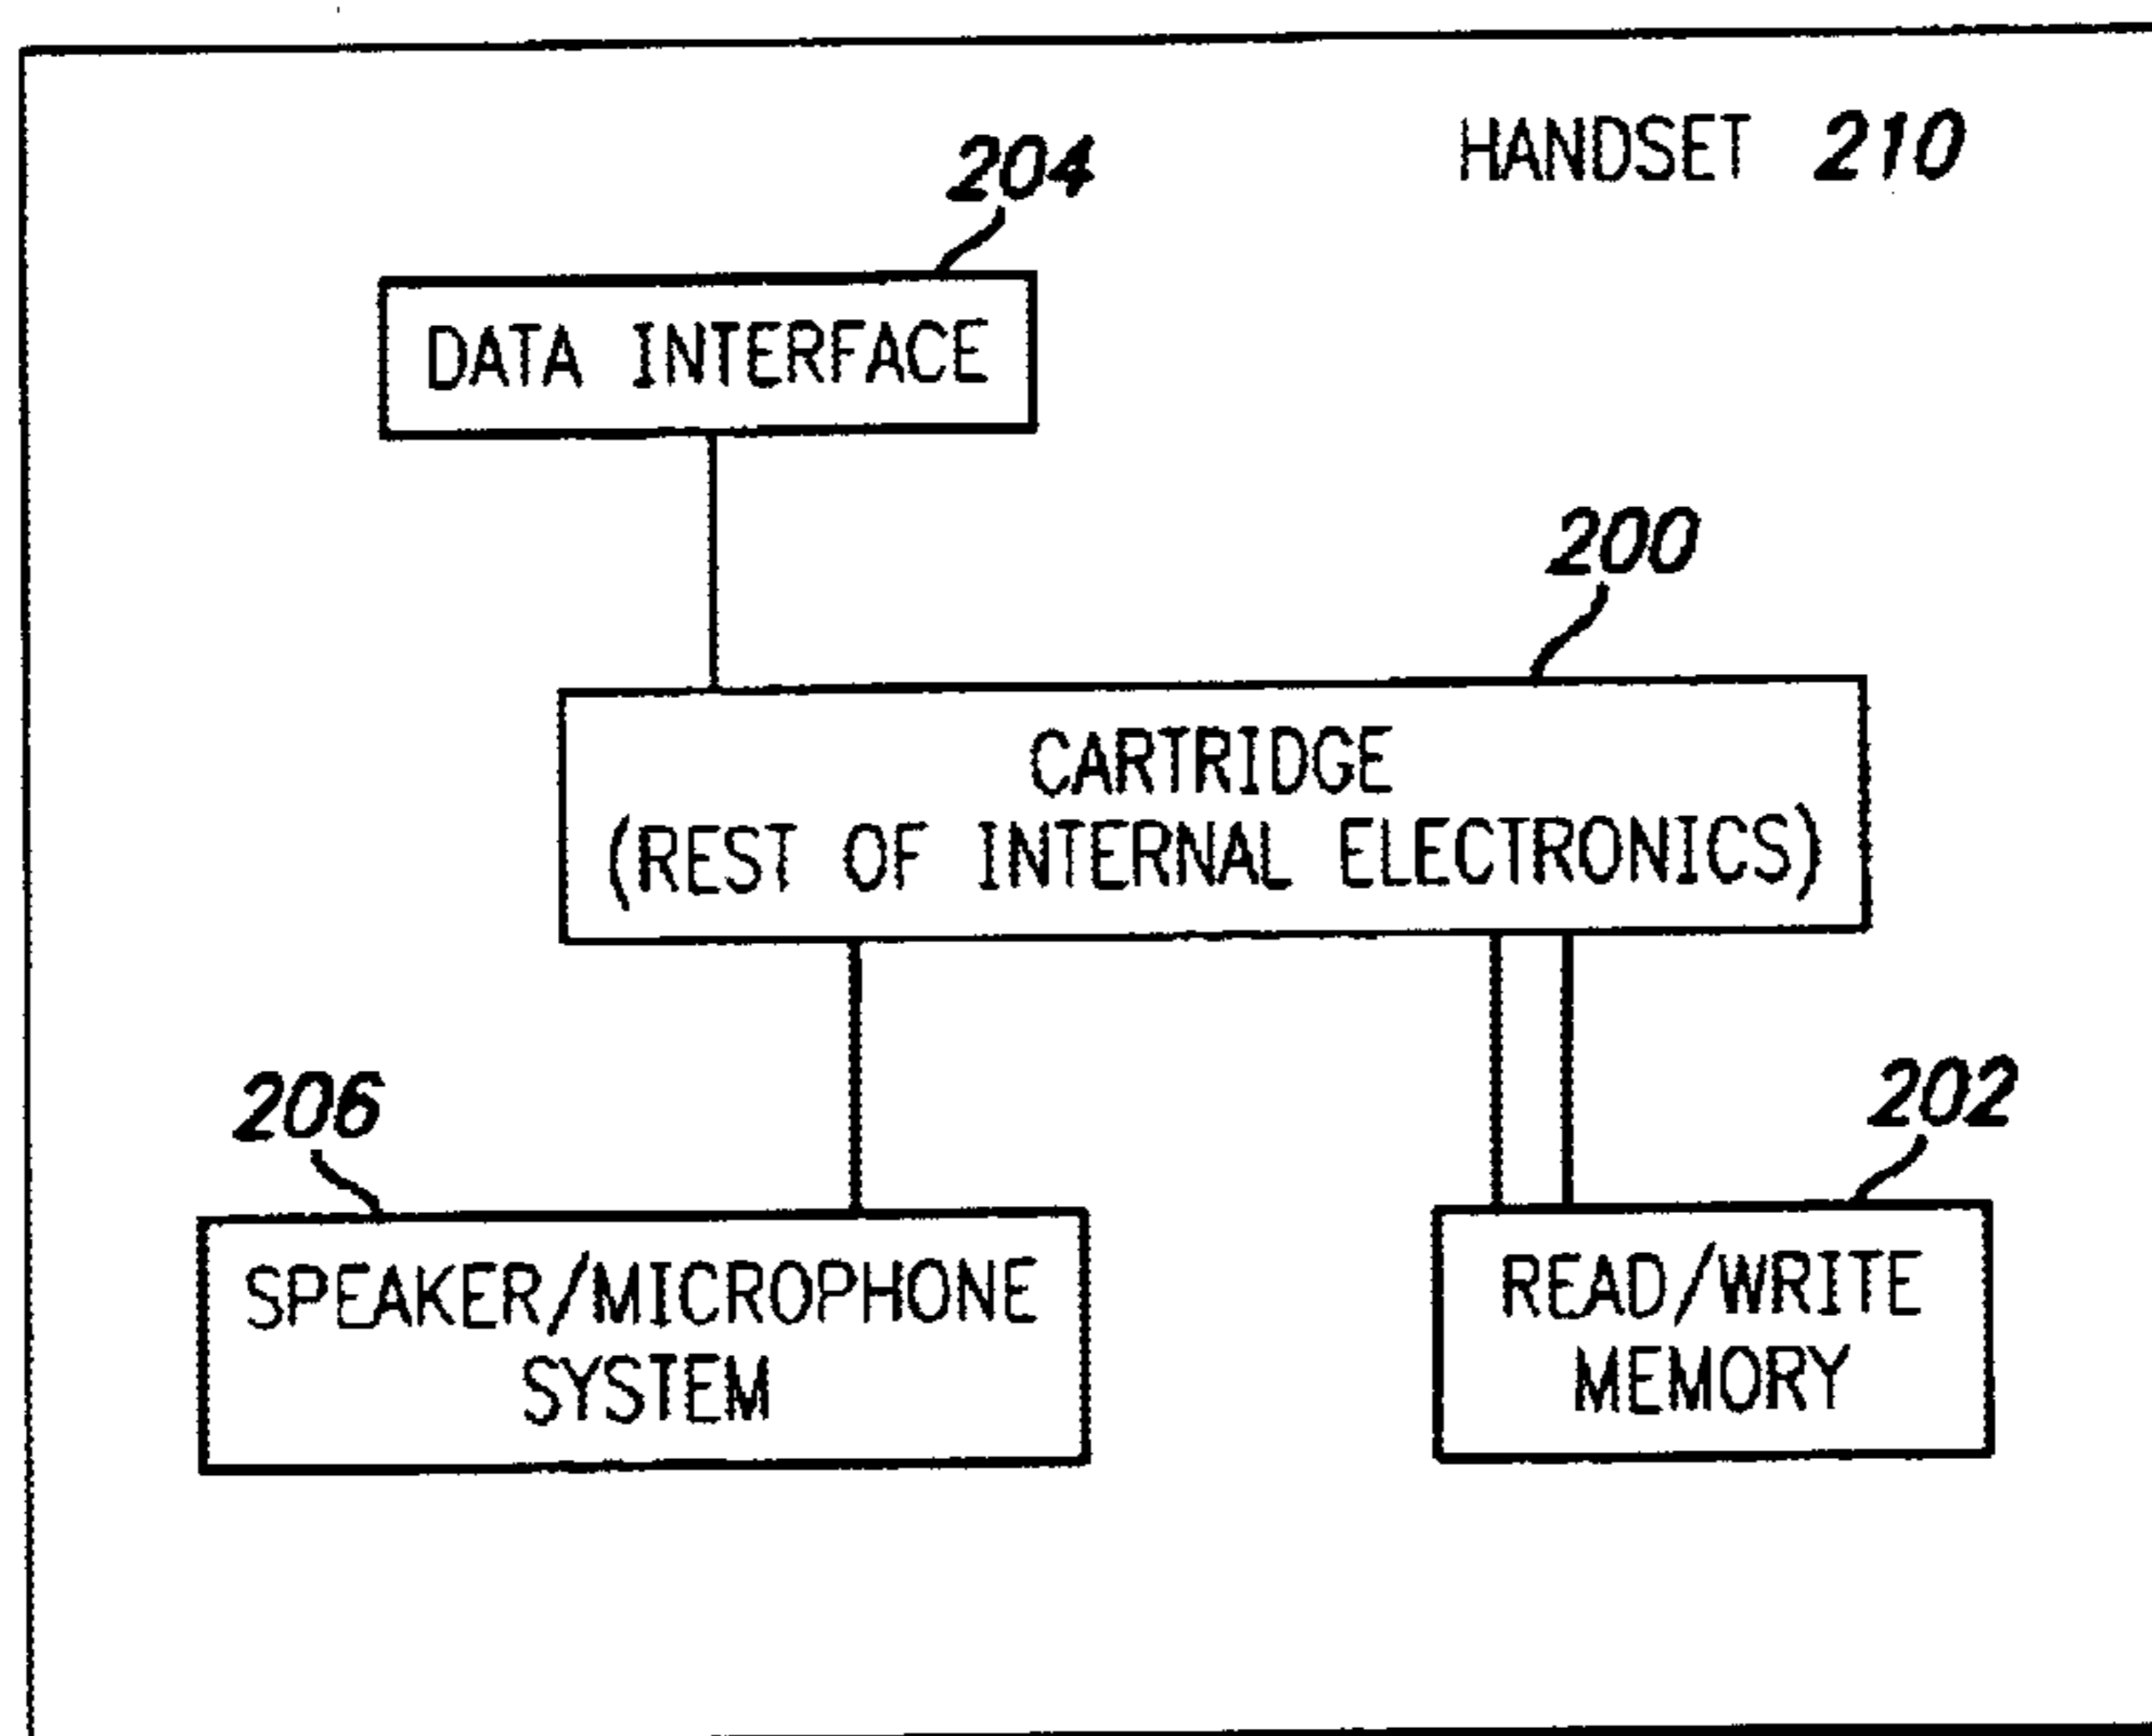 HANDSET 210
204
DATA INTERFACE
200
CARTRIDGE
(REST OF INTERNAL ELECTRONICS)
206
202
SPEAKER/MICROPHONE
SYSTEM
READ/WRITE
MEMORY